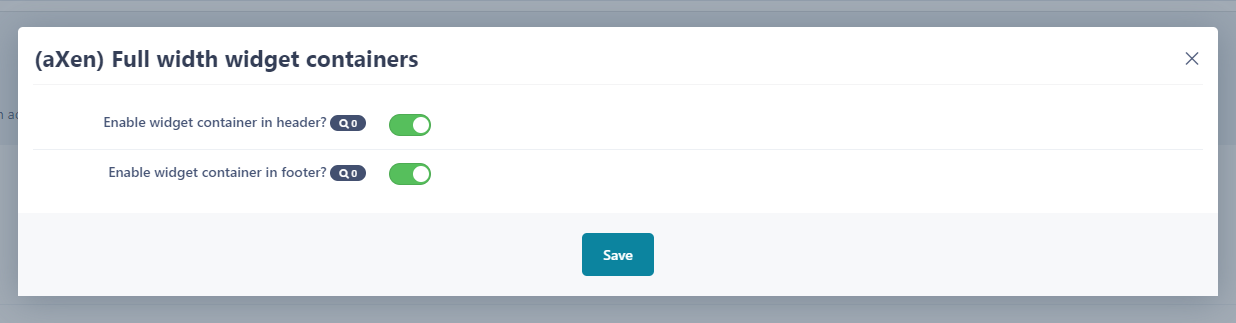 (aXen) Full width widget containers
Enable widget container in header? 0
Enable widget container in footer? 0
Save